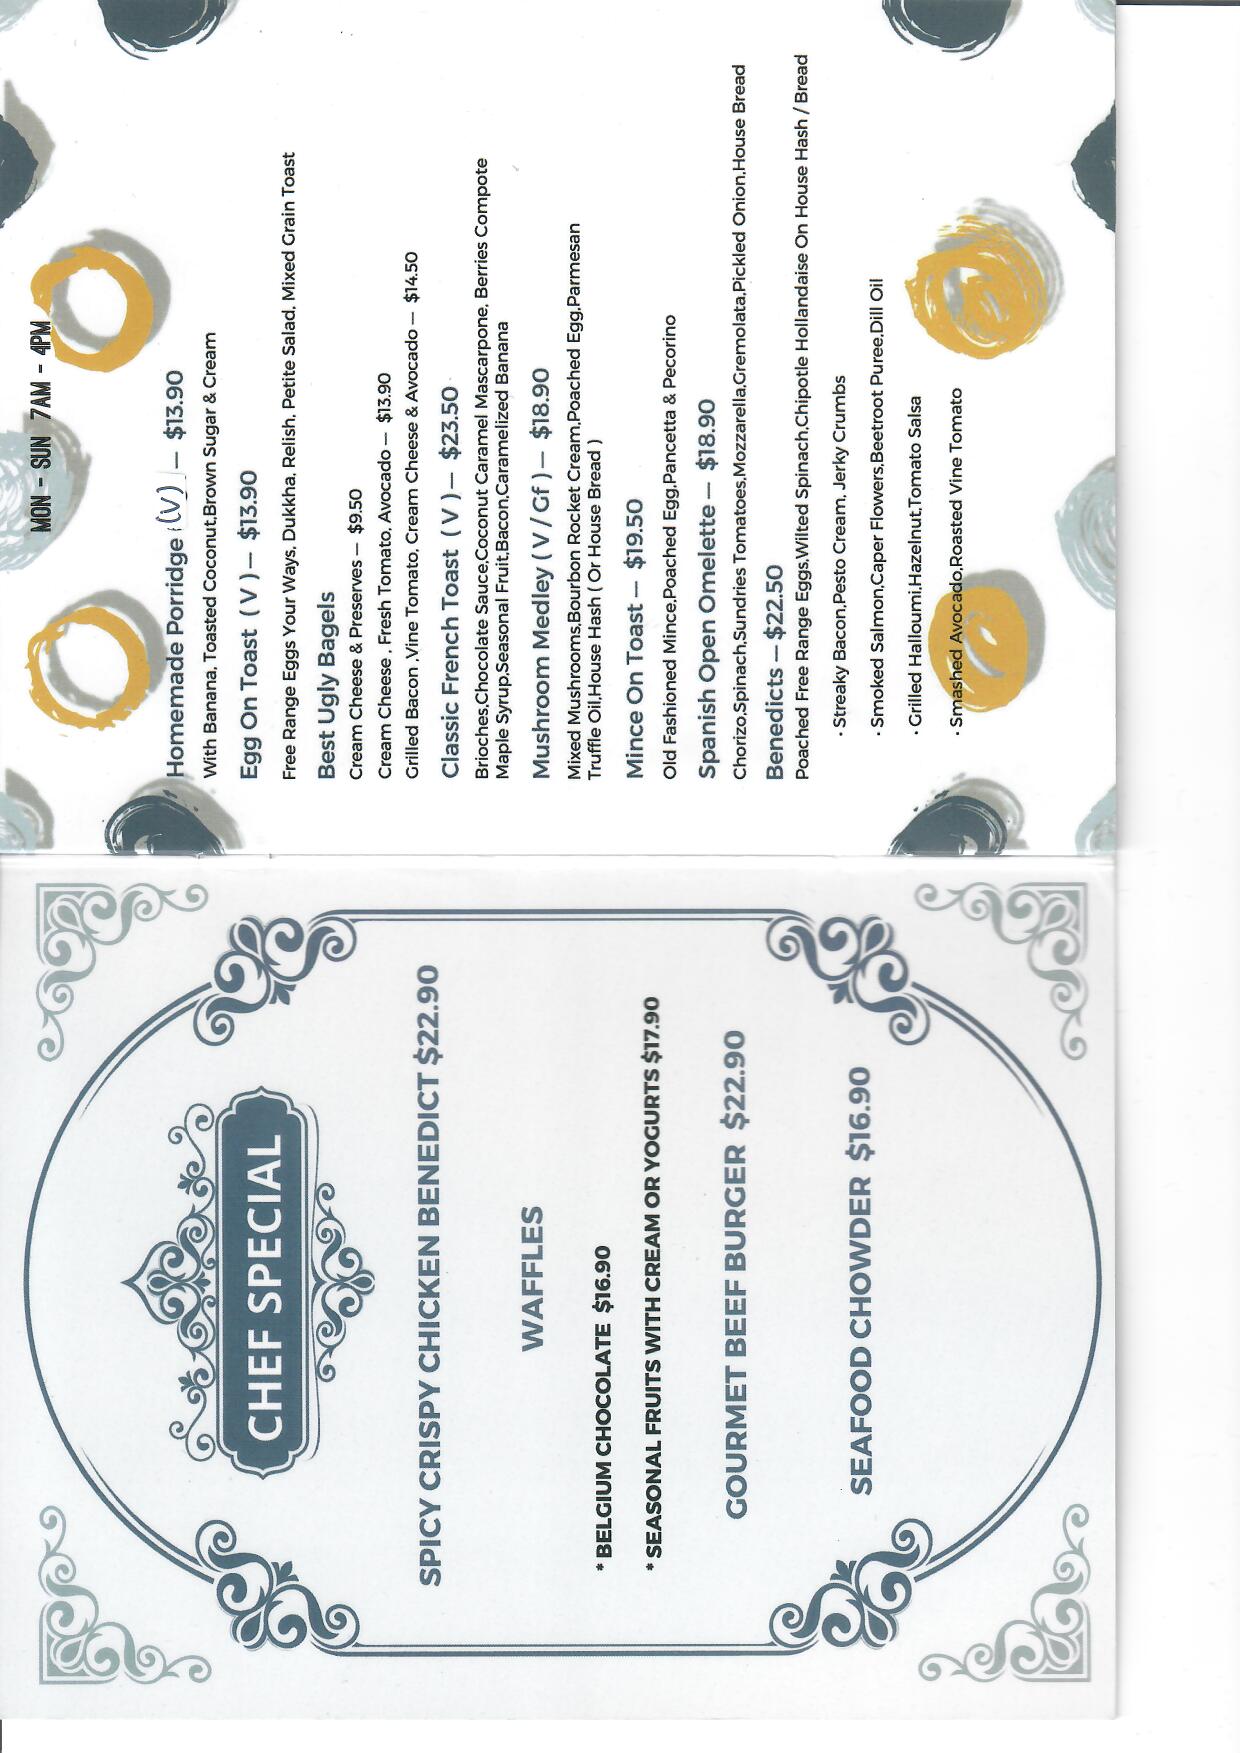 CHEF SPECIAL
SPICY CRISPY CHICKEN BENEDICT $22.90
WAFFLES
* BELGIUM CHOCOLATE $16.90
* SEASONAL FRUITS WITH CREAM OR YOGURTS $17.90
GOURMET BEEF BURGER $22.90
SEAFOOD CHOWDER $16.90
MON - SUN 7AM - 4PM
Homemade Porridge (V) — $13.90
With Banana, Toasted Coconut,Brown Sugar & Cream
Egg On Toast ( V ) — $13.90
Free Range Eggs Your Ways, Dukkha, Relish, Petite Salad, Mixed Grain Toast
Best Ugly Bagels
Cream Cheese & Preserves — $9.50
Cream Cheese , Fresh Tomato, Avocado — $13.90
Grilled Bacon ,Vine Tomato, Cream Cheese & Avocado — $14.50
Classic French Toast ( V ) — $23.50
Brioches,Chocolate Sauce,Coconut Caramel Mascarpone, Berries Compote
Maple Syrup,Seasonal Fruit,Bacon,Caramelized Banana
Mushroom Medley ( V / Gf ) — $18.90
Mixed Mushrooms,Bourbon Rocket Cream,Poached Egg,Parmesan
Truffle Oil,House Hash ( Or House Bread )
Mince On Toast — $19.50
Old Fashioned Mince,Poached Egg,Pancetta & Pecorino
Spanish Open Omelette — $18.90
Chorizo,Spinach,Sundries Tomatoes,Mozzarella,Gremolata,Pickled Onion,House Bread
Benedicts — $22.50
Poached Free Range Eggs,Wilted Spinach,Chipotle Hollandaise On House Hash / Bread
· Streaky Bacon,Pesto Cream, Jerky Crumbs
· Smoked Salmon,Caper Flowers,Beetroot Puree,Dill Oil
· Grilled Halloumi,Hazelnut,Tomato Salsa
· Smashed Avocado,Roasted Vine Tomato